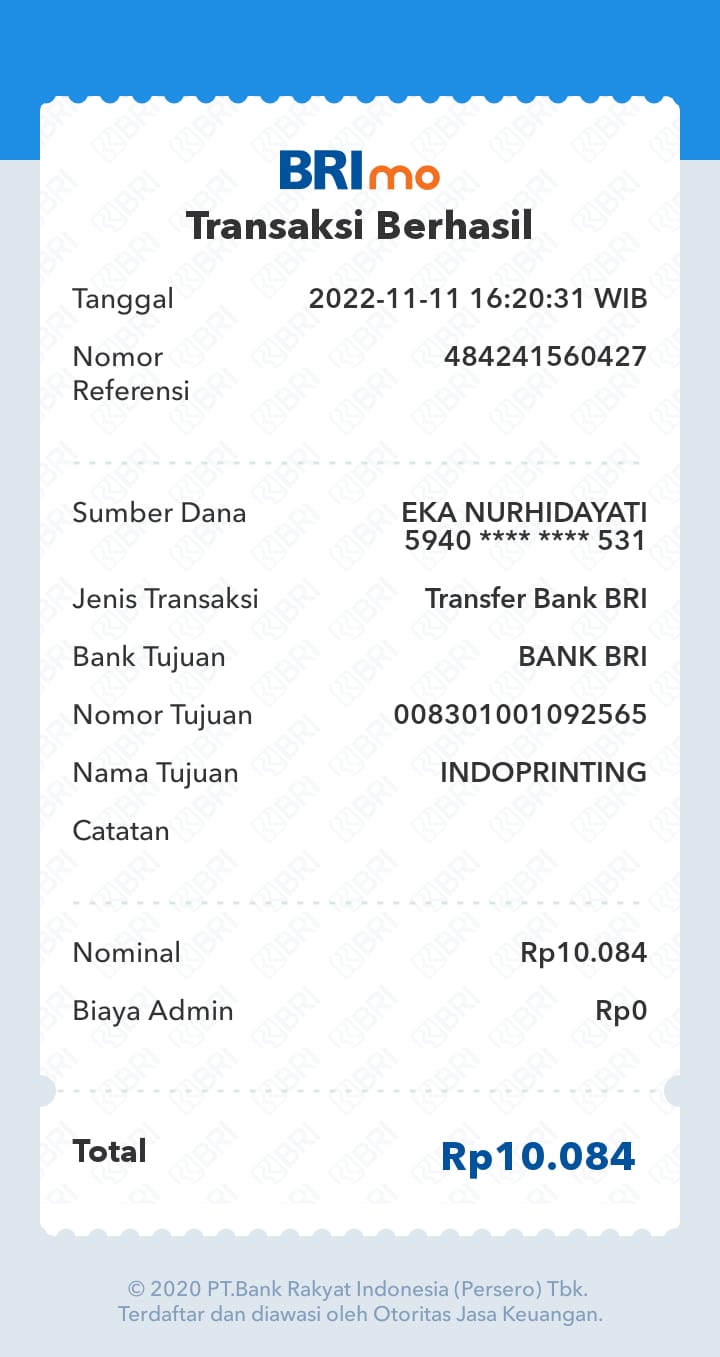 BRImo
Transaksi Berhasil
Tanggal 2022-11-11 16:20:31 WIB
Nomor 484241560427
Referensi
Sumber Dana EKA NURHIDAYATI
5940 **** **** 531
Jenis Transaksi Transfer Bank BRI
Bank Tujuan BANK BRI
Nomor Tujuan 008301001092565
Nama Tujuan INDOPRINTING
Catatan
Nominal Rp10.084
Biaya Admin Rp0
Total Rp10.084
© 2020 PT.Bank Rakyat Indonesia (Persero) Tbk.
Terdaftar dan diawasi oleh Otoritas Jasa Keuangan.